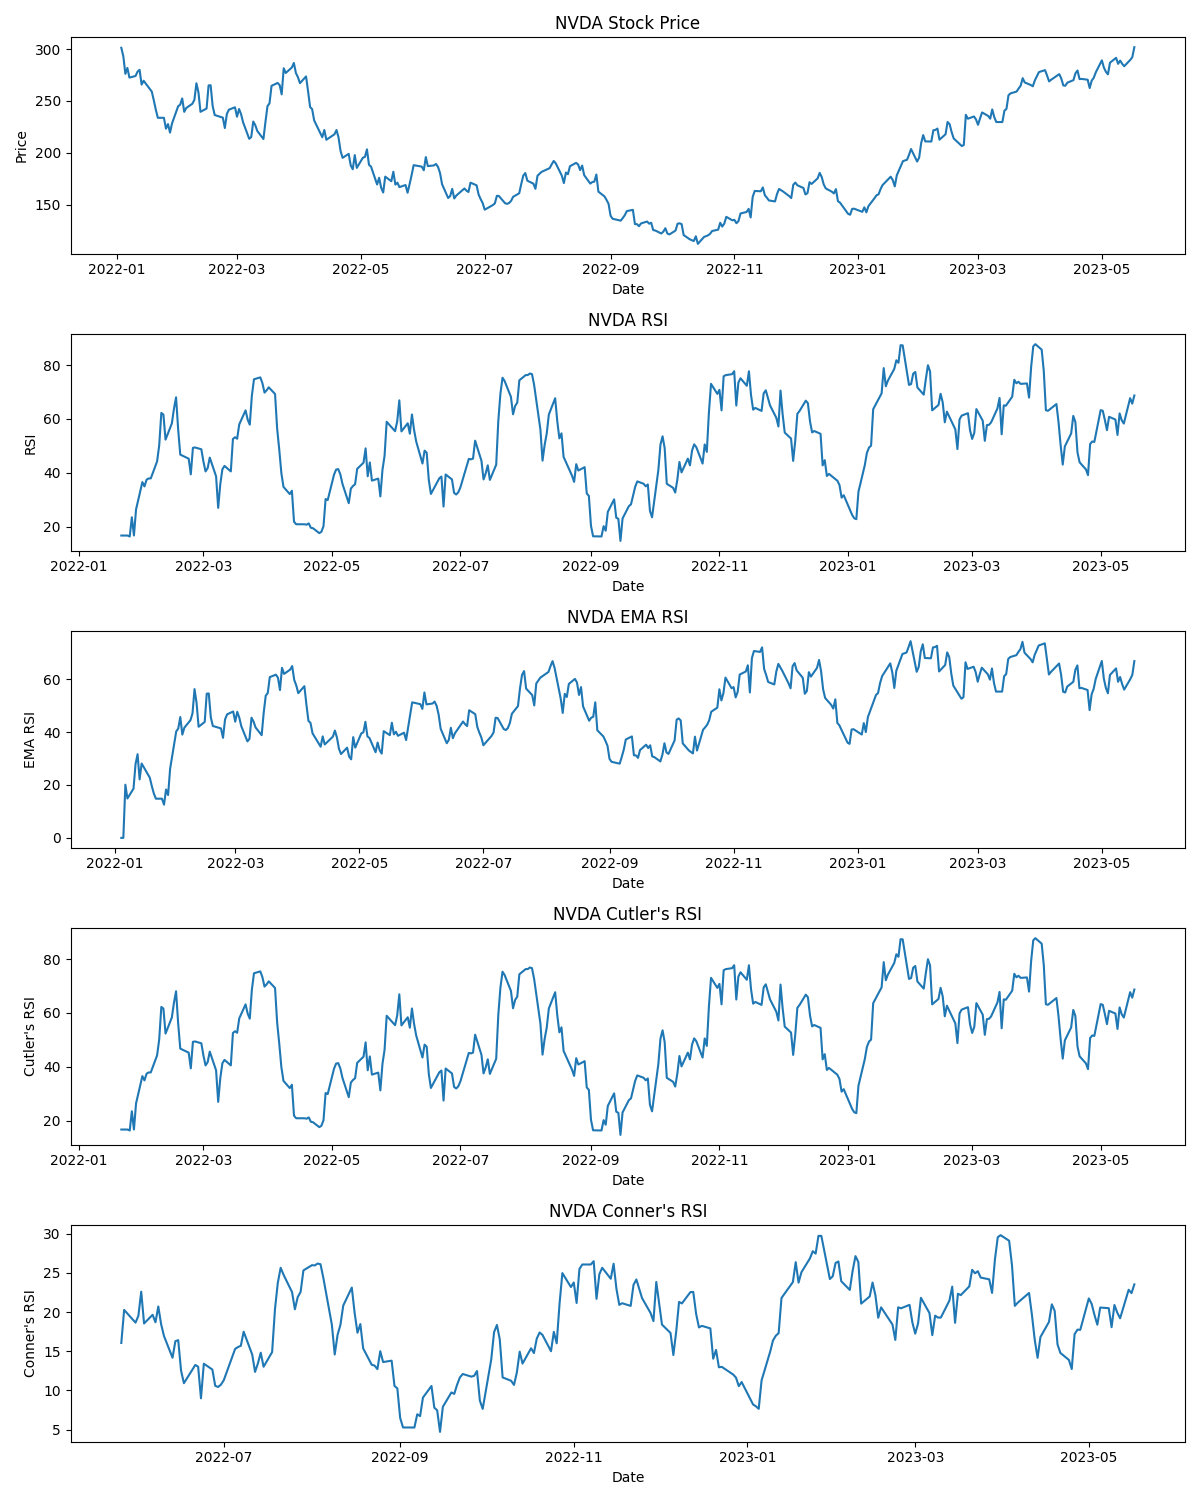 NVDA Stock Price
300
250
200
150
Price
2022-01 2022-03 2022-05 2022-07 2022-09 2022-11 2023-01 2023-03 2023-05
Date
NVDA RSI
80
60
40
20
RSI
2022-01 2022-03 2022-05 2022-07 2022-09 2022-11 2023-01 2023-03 2023-05
Date
NVDA EMA RSI
60
40
20
0
EMA RSI
2022-01 2022-03 2022-05 2022-07 2022-09 2022-11 2023-01 2023-03 2023-05
Date
NVDA Cutler's RSI
80
60
40
20
Cutler's RSI
2022-01 2022-03 2022-05 2022-07 2022-09 2022-11 2023-01 2023-03 2023-05
Date
NVDA Conner's RSI
30
25
20
15
10
5
Conner's RSI
2022-07 2022-09 2022-11 2023-01 2023-03 2023-05
Date